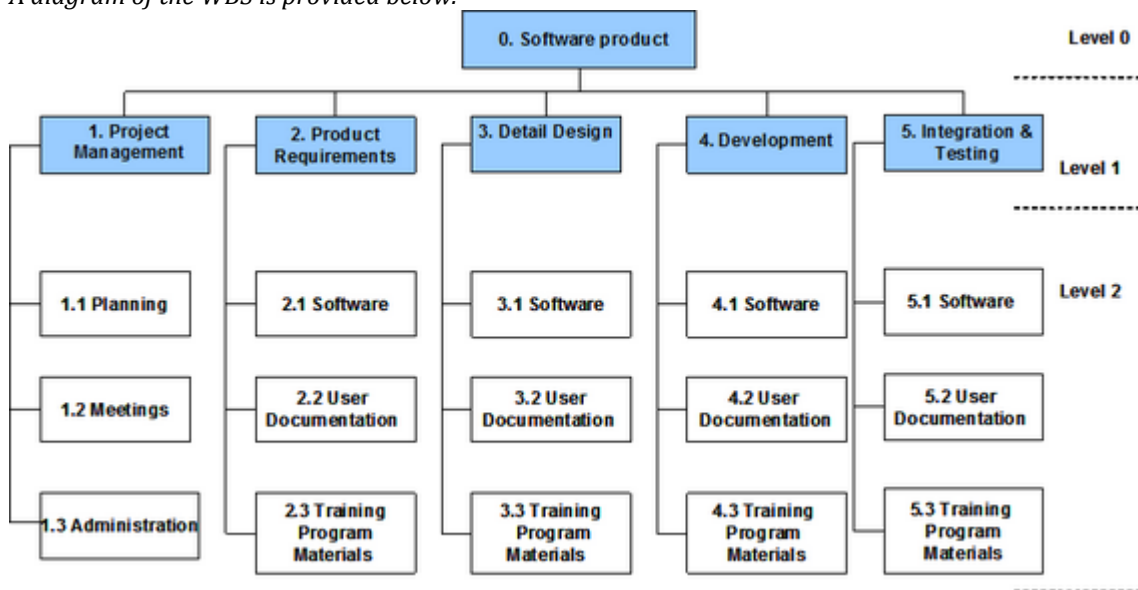 A diagram of the WBS is provided below.
0. Software product
Level 0
1. Project
Management
2. Product
Requirements
3. Detail Design
4. Development
5. Integration &
Testing
Level 1
1.1 Planning
2.1 Software
3.1 Software
4.1 Software
5.1 Software
Level 2
1.2 Meetings
2.2 User
Documentation
3.2 User
Documentation
4.2 User
Documentation
5.2 User
Documentation
1.3 Administration
2.3 Training
Program
Materials
3.3 Training
Program
Materials
4.3 Training
Program
Materials
5.3 Training
Program
Materials